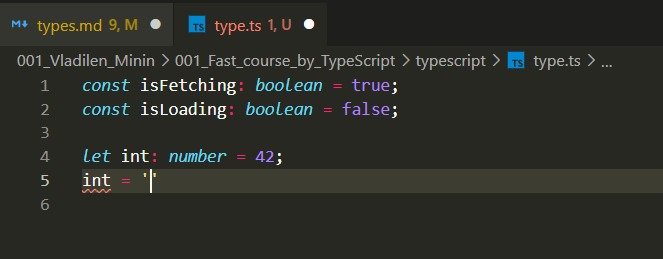 types.md 9, M
TS type.ts 1, U
001_Vladilen_Minin > 001_Fast_course_by_TypeScript > typescript > TS type.ts > ...
1 const isFetching: boolean = true;
2 const isLoading: boolean = false;
3
4 let int: number = 42;
5 int = ''
6